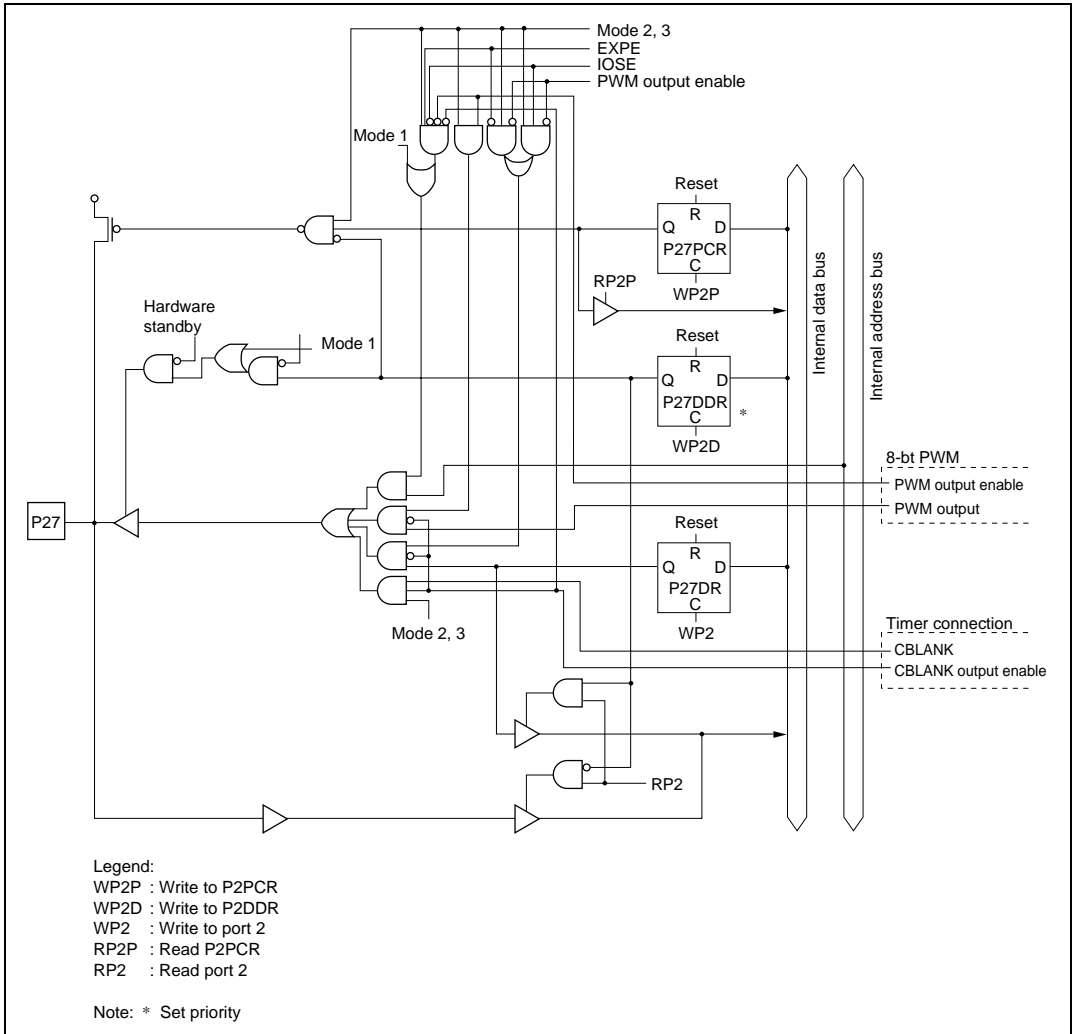 Mode 2, 3
EXPE
IOSE
PWM output enable
Mode 1
Reset
R
Q D
P27PCR
C
WP2P
RP2P
Hardware
standby
Mode 1
Reset
R
Q D
P27DDR
C
*
WP2D
Internal data bus
Internal address bus
8-bt PWM
PWM output enable
PWM output
P27
Reset
R
Q D
P27DR
C
WP2
Mode 2, 3
Timer connection
CBLANK
CBLANK output enable
RP2
Legend:
WP2P : Write to P2PCR
WP2D : Write to P2DDR
WP2 : Write to port 2
RP2P : Read P2PCR
RP2 : Read port 2
Note: * Set priority